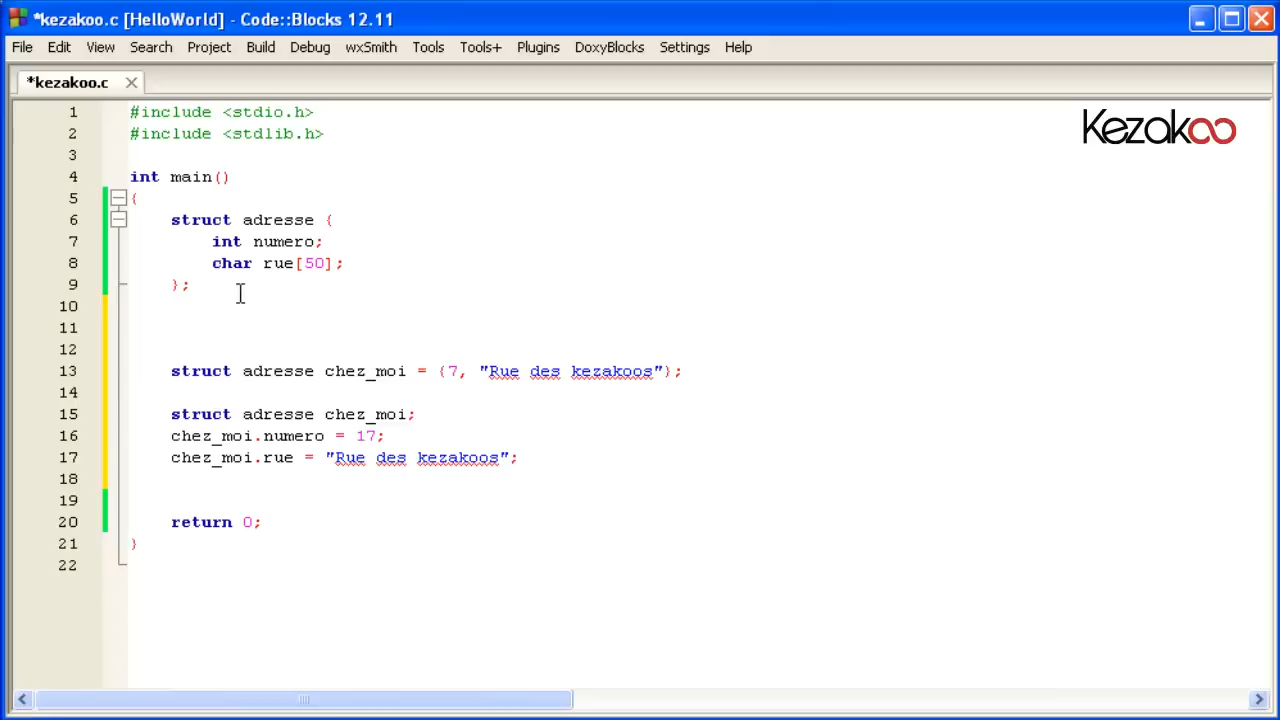 *kezakoo.c [HelloWorld] - Code::Blocks 12.11
File Edit View Search Project Build Debug wxSmith Tools Tools+ Plugins DoxyBlocks Settings Help
*kezakoo.c
Kezakoo
1 #include <stdio.h>
2 #include <stdlib.h>
3
4 int main()
5 {
6 struct adresse {
7 int numero;
8 char rue[50];
9 };
10
11
12
13 struct adresse chez_moi = {7, "Rue des kezakoos"};
14
15 struct adresse chez_moi;
16 chez_moi.numero = 17;
17 chez_moi.rue = "Rue des kezakoos";
18
19
20 return 0;
21 }
22